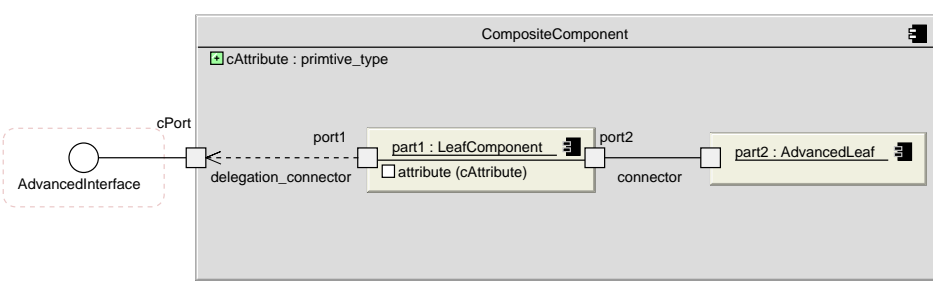 CompositeComponent
cAttribute : primtive_type
cPort
AdvancedInterface
port1
delegation_connector
part1 : LeafComponent
attribute (cAttribute)
port2
connector
part2 : AdvancedLeaf